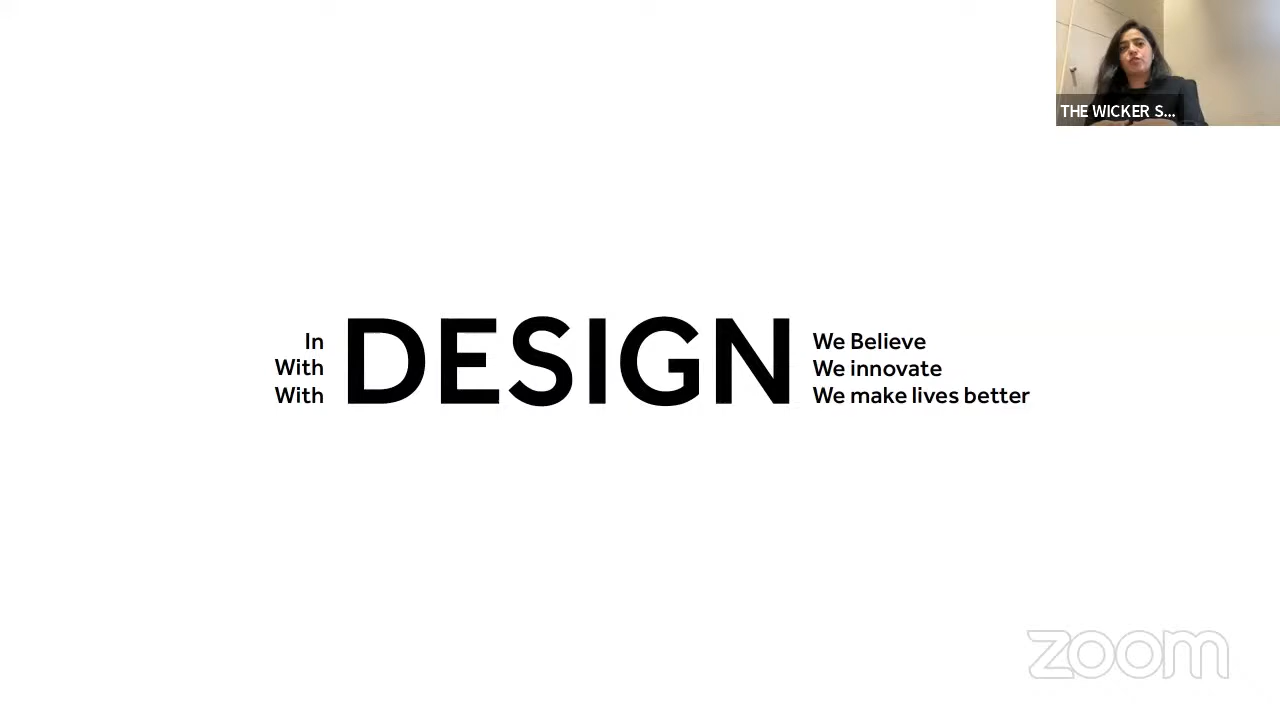 THE WICKER S...
In DESIGN We Believe
With We innovate
With We make lives better
zoom